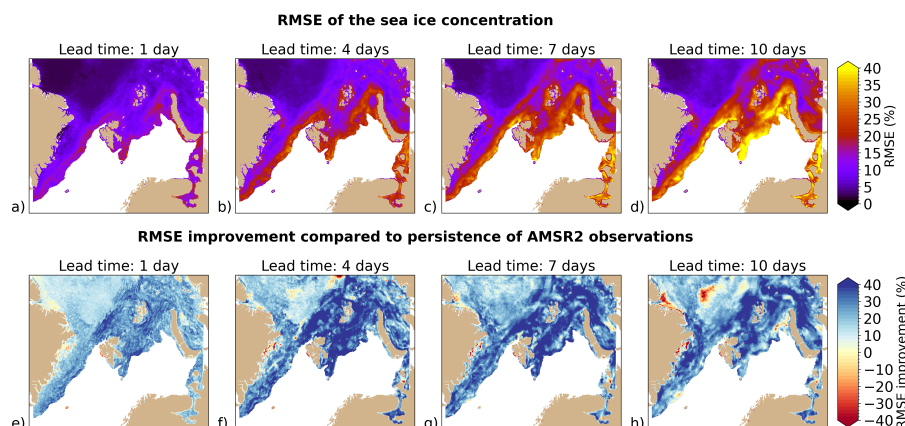 RMSE of the sea ice concentration
Lead time: 1 day
Lead time: 4 days
Lead time: 7 days
Lead time: 10 days
a)
b)
c)
d)
40
35
30
25
20
15
10
5
0
RMSE (%)
RMSE improvement compared to persistence of AMSR2 observations
Lead time: 1 day
Lead time: 4 days
Lead time: 7 days
Lead time: 10 days
e)
f)
g)
h)
40
30
20
10
0
−10
−20
−30
−40
RMSE improvement (%)